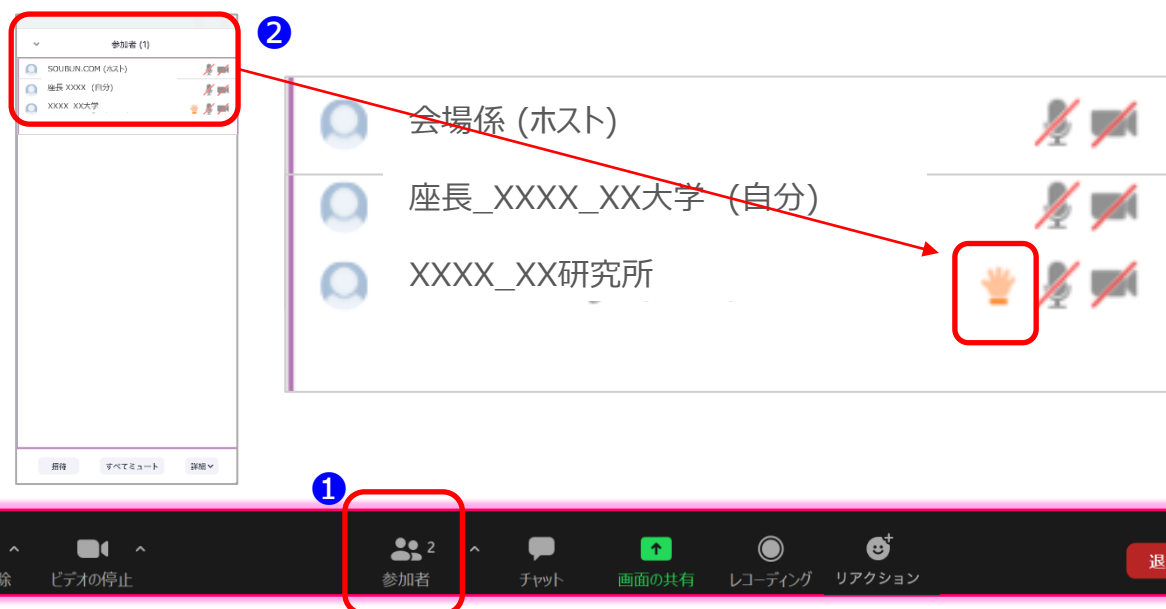 参加者 (1)
SOUBUN.COM (ホスト)
座長 XXXX (自分)
XXXX XX大学
招待 すべてミュート 詳細
❷
会場係 (ホスト)
座長_XXXX_XX大学 (自分)
XXXX_XX研究所
❶
除 ビデオの停止 参加者 2 チャット 画面の共有 レコーディング リアクション 退